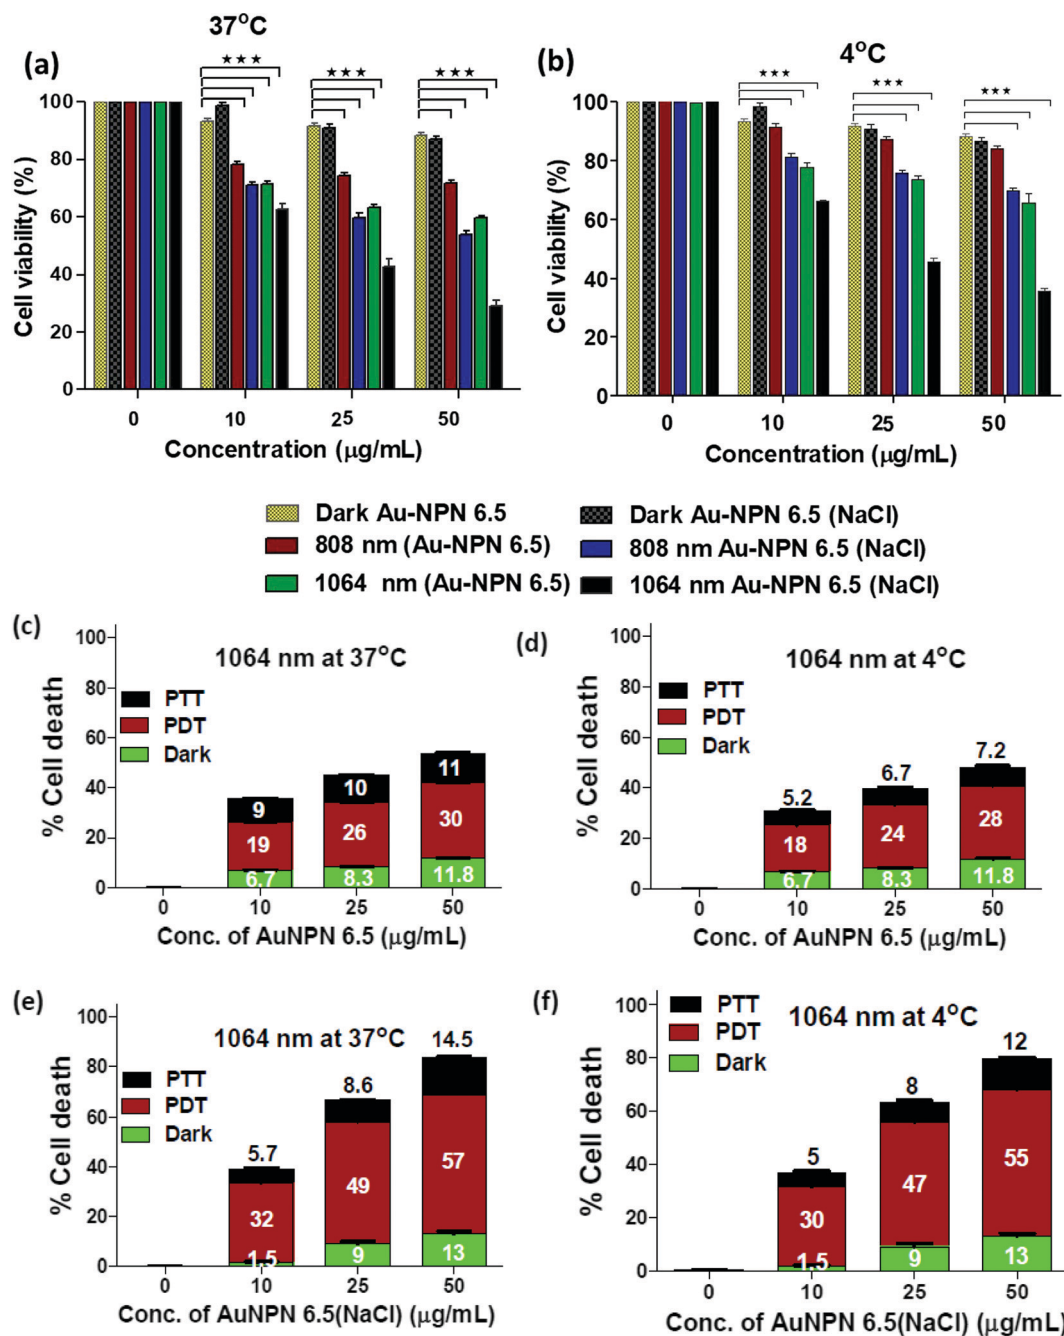 37°C
(a)
★★★
★★★
★★★
Cell viability (%)
100
80
60
40
20
0
0
10
25
50
Concentration (μg/mL)
(b)
4°C
★★★
★★★
★★★
Cell viability (%)
100
80
60
40
20
0
0
10
25
50
Concentration (μg/mL)
Dark Au-NPN 6.5
Dark Au-NPN 6.5 (NaCl)
808 nm (Au-NPN 6.5)
808 nm Au-NPN 6.5 (NaCl)
1064 nm (Au-NPN 6.5)
1064 nm Au-NPN 6.5 (NaCl)
(c)
1064 nm at 37°C
PTT
PDT
Dark
% Cell death
100
80
60
40
20
0
9
19
6.7
10
26
8.3
11
30
11.8
0
10
25
50
Conc. of AuNPN 6.5 (μg/mL)
(d)
1064 nm at 4°C
PTT
PDT
Dark
% Cell death
100
80
60
40
20
0
5.2
18
6.7
6.7
24
8.3
7.2
28
11.8
0
10
25
50
Conc. of AuNPN 6.5 (μg/mL)
(e)
1064 nm at 37°C
PTT
PDT
Dark
% Cell death
100
80
60
40
20
0
5.7
32
1.5
8.6
49
9
14.5
57
13
0
10
25
50
Conc. of AuNPN 6.5(NaCl) (μg/mL)
(f)
1064 nm at 4°C
PTT
PDT
Dark
% Cell death
100
80
60
40
20
0
5
30
1.5
8
47
9
12
55
13
0
10
25
50
Conc. of AuNPN 6.5(NaCl) (μg/mL)